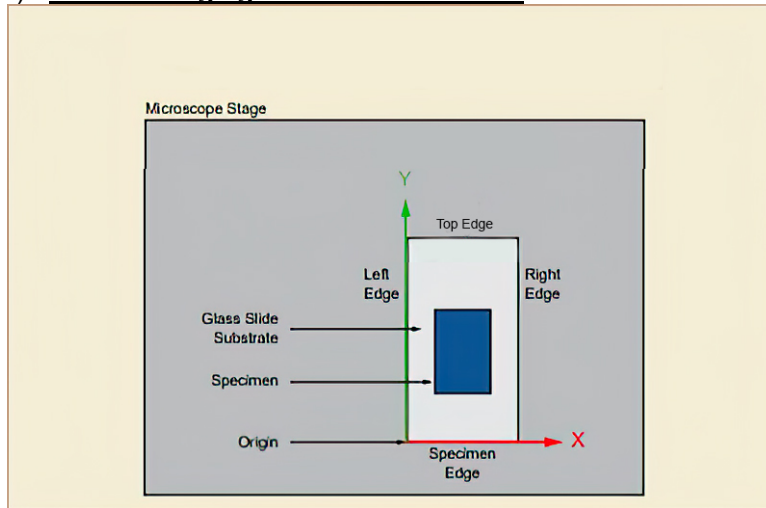 Microscope Stage
Y
Top Edge
Left
Edge
Right
Edge
Glass Slide
Substrate
Specimen
Origin
X
Specimen
Edge